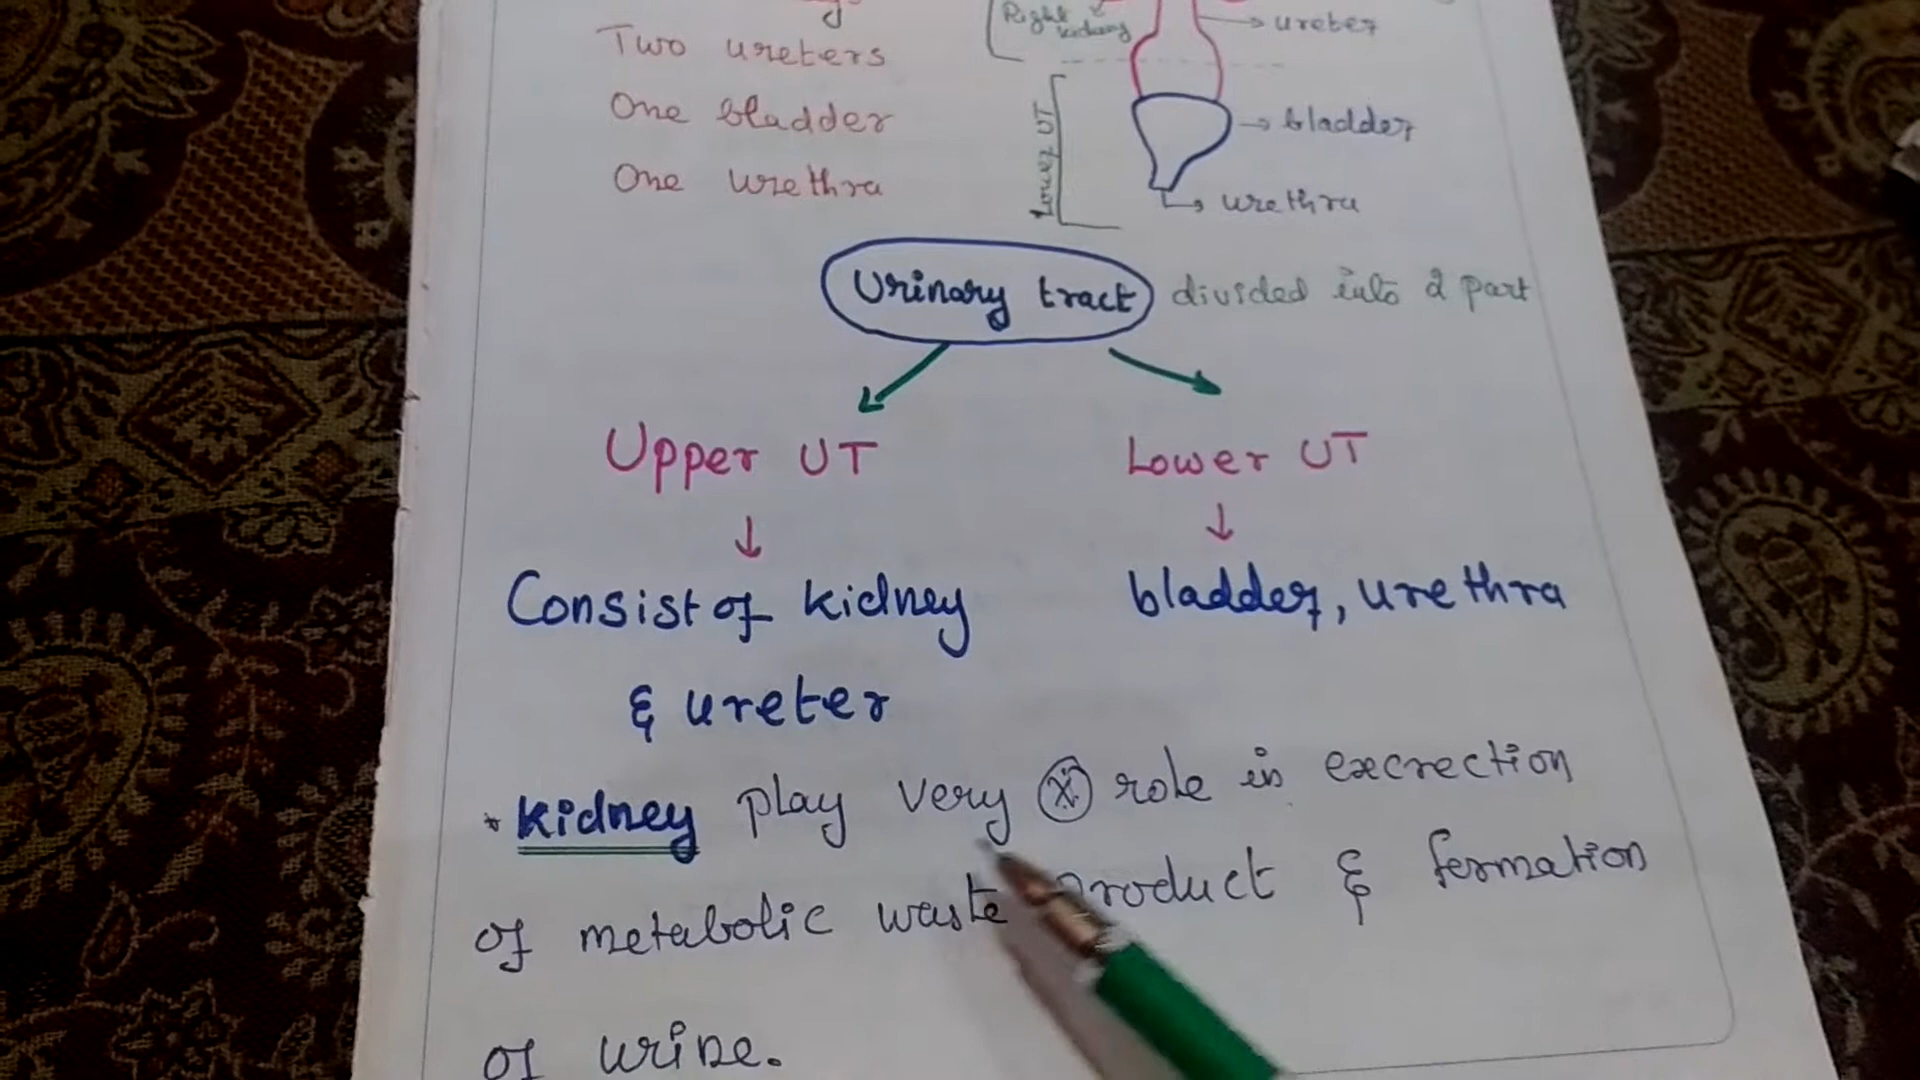 Two ureters
One bladder
One urethra
Right kidney
ureter
bladder
urethra
Lower UT
Urinary tract divided into 2 part
Upper UT
Lower UT
Consist of kidney
& ureter
bladder, urethra
* kidney play very role in excrection
of metabolic waste product & formation
of urine.